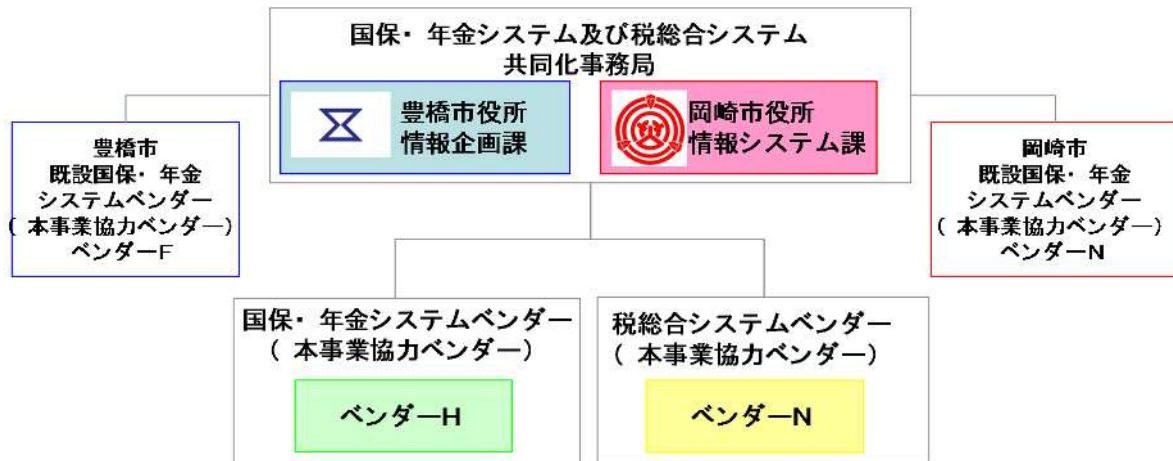 国保・年金システム及び税総合システム
共同化事務局
豊橋市役所
情報企画課
岡崎市役所
情報システム課
豊橋市
既設国保・年金
システムベンダー
(本事業協力ベンダー)
ベンダーF
岡崎市
既設国保・年金
システムベンダー
(本事業協力ベンダー)
ベンダーN
国保・年金システムベンダー
(本事業協力ベンダー)
ベンダーH
税総合システムベンダー
(本事業協力ベンダー)
ベンダーN